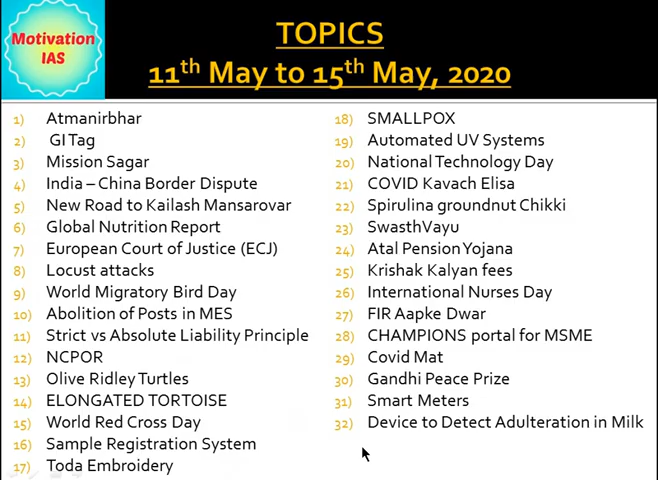 Motivation
IAS
TOPICS
11th May to 15th May, 2020
1) Atmanirbhar
2) GI Tag
3) Mission Sagar
4) India – China Border Dispute
5) New Road to Kailash Mansarovar
6) Global Nutrition Report
7) European Court of Justice (ECJ)
8) Locust attacks
9) World Migratory Bird Day
10) Abolition of Posts in MES
11) Strict vs Absolute Liability Principle
12) NCPOR
13) Olive Ridley Turtles
14) ELONGATED TORTOISE
15) World Red Cross Day
16) Sample Registration System
17) Toda Embroidery
18) SMALLPOX
19) Automated UV Systems
20) National Technology Day
21) COVID Kavach Elisa
22) Spirulina groundnut Chikki
23) SwasthVayu
24) Atal Pension Yojana
25) Krishak Kalyan fees
26) International Nurses Day
27) FIR Aapke Dwar
28) CHAMPIONS portal for MSME
29) Covid Mat
30) Gandhi Peace Prize
31) Smart Meters
32) Device to Detect Adulteration in Milk